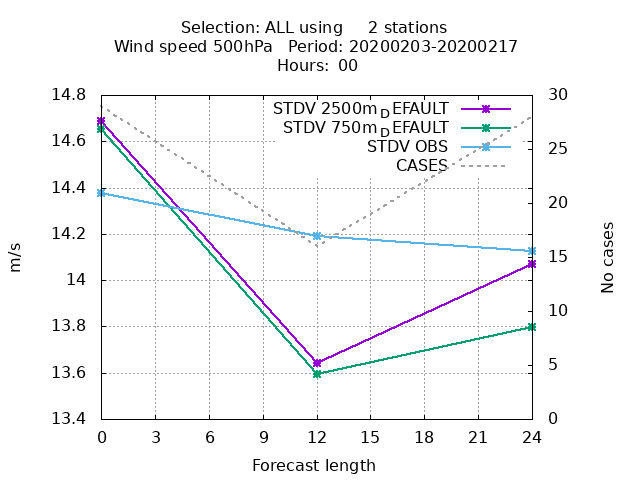 Selection: ALL using     2 stations
Wind speed 500hPa   Period: 20200203-20200217
Hours: 00
14.8
14.6
14.4
14.2
14
13.8
13.6
13.4
m/s
30
25
20
15
10
5
0
No cases
STDV 2500mDEFAULT
STDV 750mDEFAULT
STDV OBS
CASES
0 3 6 9 12 15 18 21 24
Forecast length